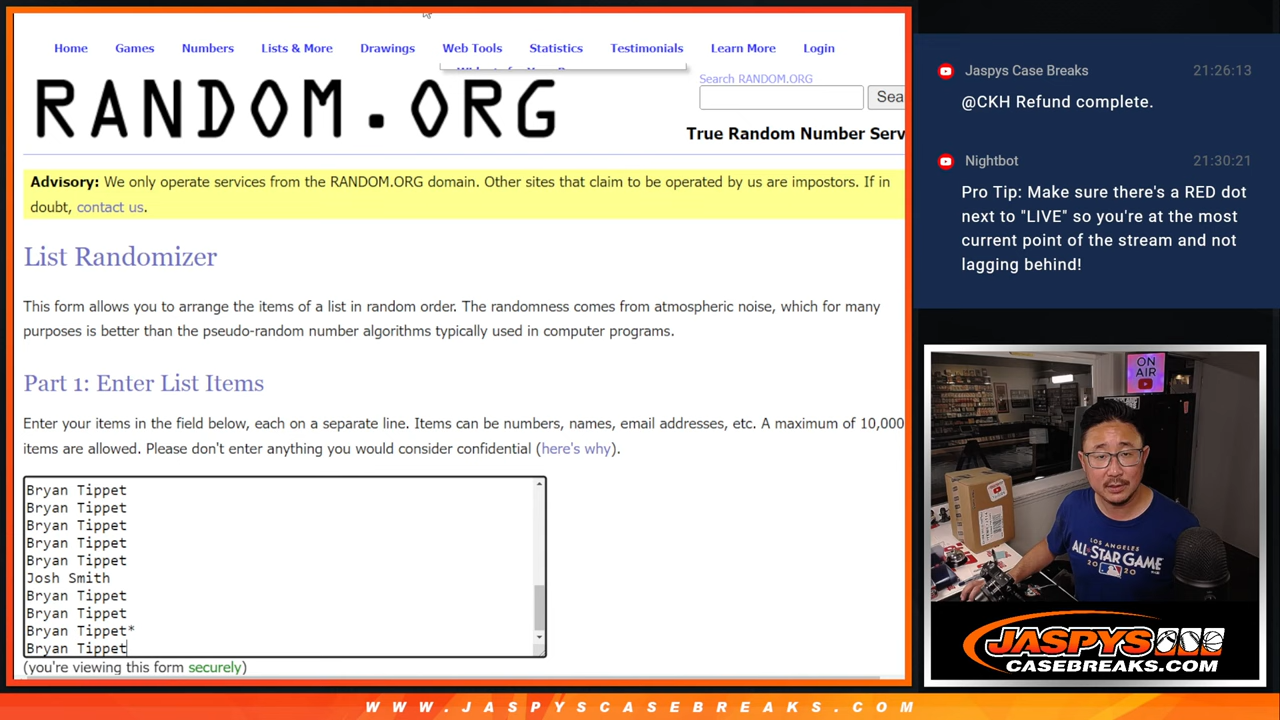 Home Games Numbers Lists & More Drawings Web Tools Statistics Testimonials Learn More Login
Search RANDOM.ORG
RANDOM.ORG
Sea
True Random Number Serv
Advisory: We only operate services from the RANDOM.ORG domain. Other sites that claim to be operated by us are impostors. If in
doubt, contact us.
List Randomizer
This form allows you to arrange the items of a list in random order. The randomness comes from atmospheric noise, which for many
purposes is better than the pseudo-random number algorithms typically used in computer programs.
Part 1: Enter List Items
Enter your items in the field below, each on a separate line. Items can be numbers, names, email addresses, etc. A maximum of 10,000
items are allowed. Please don't enter anything you would consider confidential (here's why).
Bryan Tippet
Bryan Tippet
Bryan Tippet
Bryan Tippet
Bryan Tippet
Josh Smith
Bryan Tippet
Bryan Tippet
Bryan Tippet*
Bryan Tippet
(you're viewing this form securely)
Jaspys Case Breaks 21:26:13
@CKH Refund complete.
Nightbot 21:30:21
Pro Tip: Make sure there's a RED dot
next to "LIVE" so you're at the most
current point of the stream and not
lagging behind!
ON
AIR
LOS ANGELES
ALL-STAR GAME
2020
JASPYS
CASEBREAKS.COM
WWW.JASPYSCASEBREAKS.COM